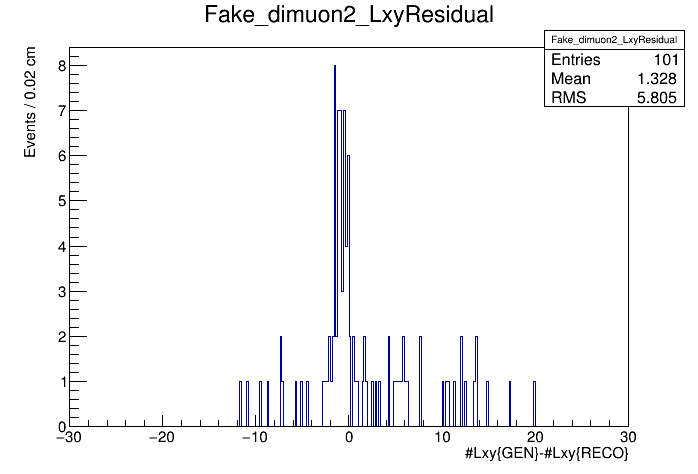 Fake_dimuon2_LxyResidual
Fake_dimuon2_LxyResidual
Entries 101
Mean 1.328
RMS 5.805
Events / 0.02 cm
8
7
6
5
4
3
2
1
0
−30 −20 −10 0 10 20 30
#Lxy{GEN}-#Lxy{RECO}